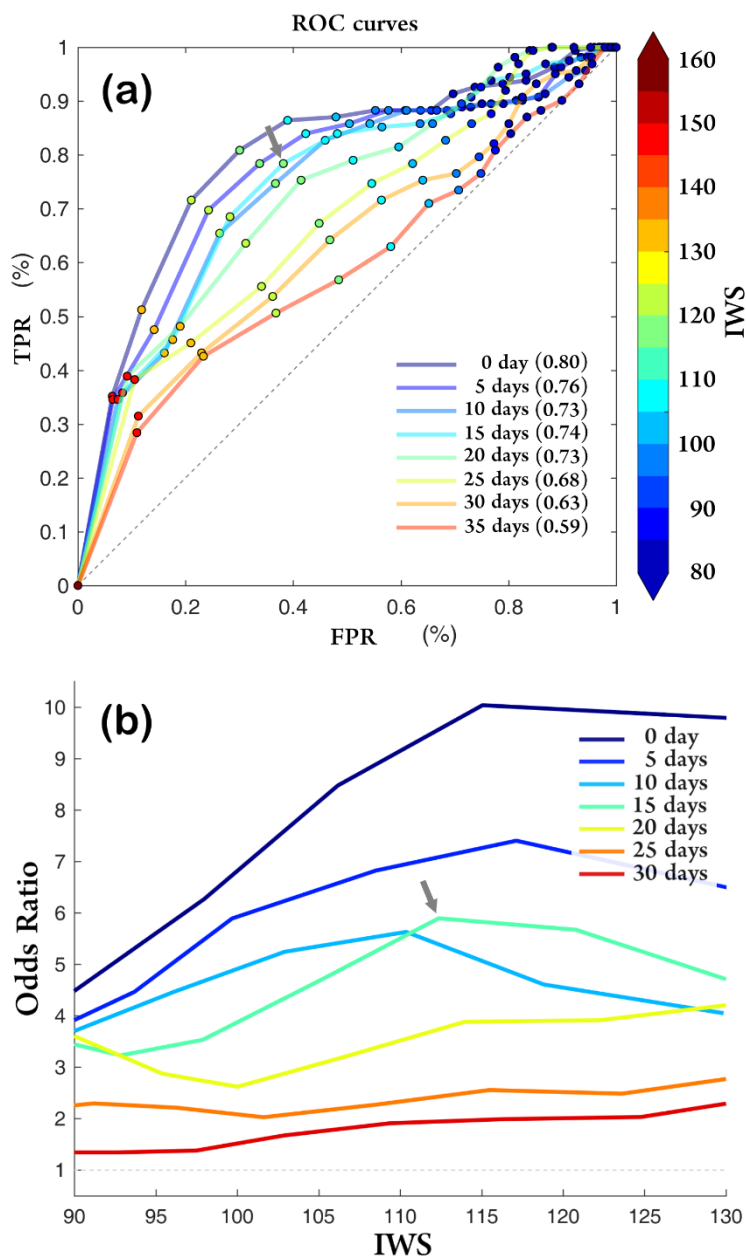 ROC curves
(a)
1
0.9
0.8
0.7
0.6
0.5
0.4
0.3
0.2
0.1
0
TPR (%)
0 day (0.80)
5 days (0.76)
10 days (0.73)
15 days (0.74)
20 days (0.73)
25 days (0.68)
30 days (0.63)
35 days (0.59)
0 0.2 0.4 0.6 0.8 1
FPR (%)
160
150
140
130
120
110
100
90
80
IWS
(b)
10
9
8
7
6
5
4
3
2
1
Odds Ratio
0 day
5 days
10 days
15 days
20 days
25 days
30 days
90 95 100 105 110 115 120 125 130
IWS